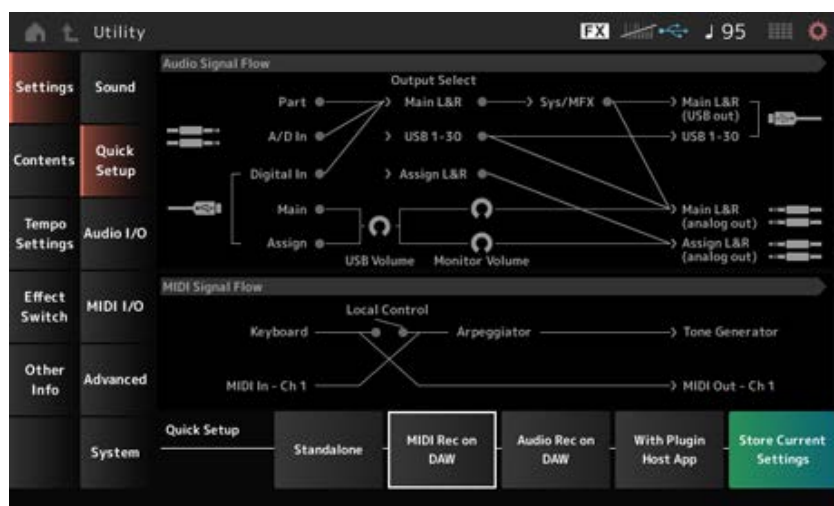 Utility
FX
♩ 95
Settings
Sound
Contents
Quick
Setup
Tempo
Settings
Audio I/O
Effect
Switch
MIDI I/O
Other
Info
Advanced
System
Audio Signal Flow
Output Select
Part
Main L&R
Sys/MFX
Main L&R
(USB out)
A/D In
USB 1-30
USB 1-30
Digital In
Assign L&R
Main
Main L&R
(analog out)
Assign
Assign L&R
(analog out)
USB Volume
Monitor Volume
MIDI Signal Flow
Local Control
Keyboard
Arpeggiator
Tone Generator
MIDI In - Ch 1
MIDI Out - Ch 1
Quick Setup
Standalone
MIDI Rec on
DAW
Audio Rec on
DAW
With Plugin
Host App
Store Current
Settings